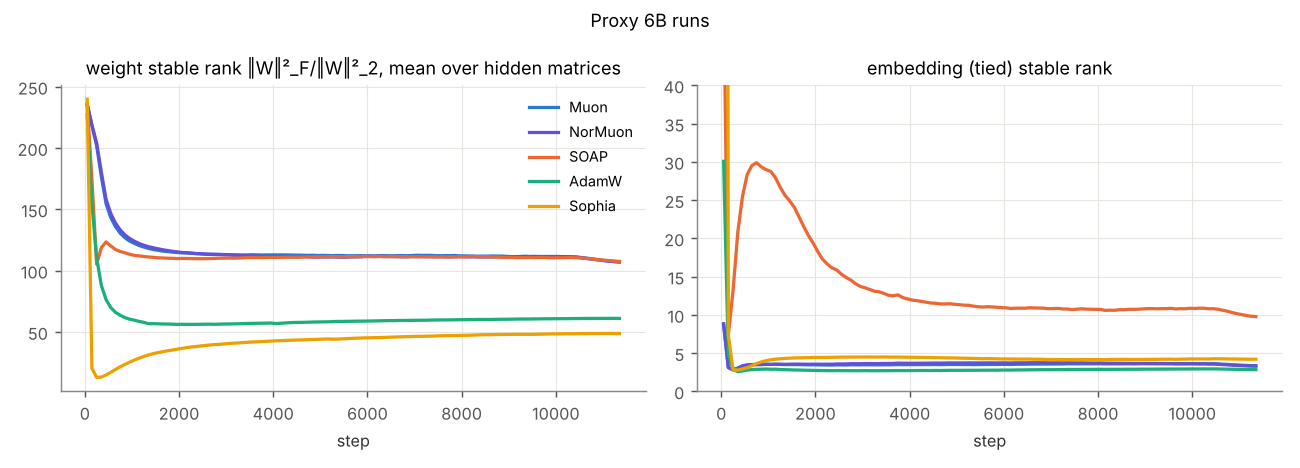 Proxy 6B runs
weight stable rank ‖W‖²_F/‖W‖²_2, mean over hidden matrices
250
200
150
100
50
0
2000
4000
6000
8000
10000
step
Muon
NorMuon
SOAP
AdamW
Sophia
embedding (tied) stable rank
40
35
30
25
20
15
10
5
0
0
2000
4000
6000
8000
10000
step